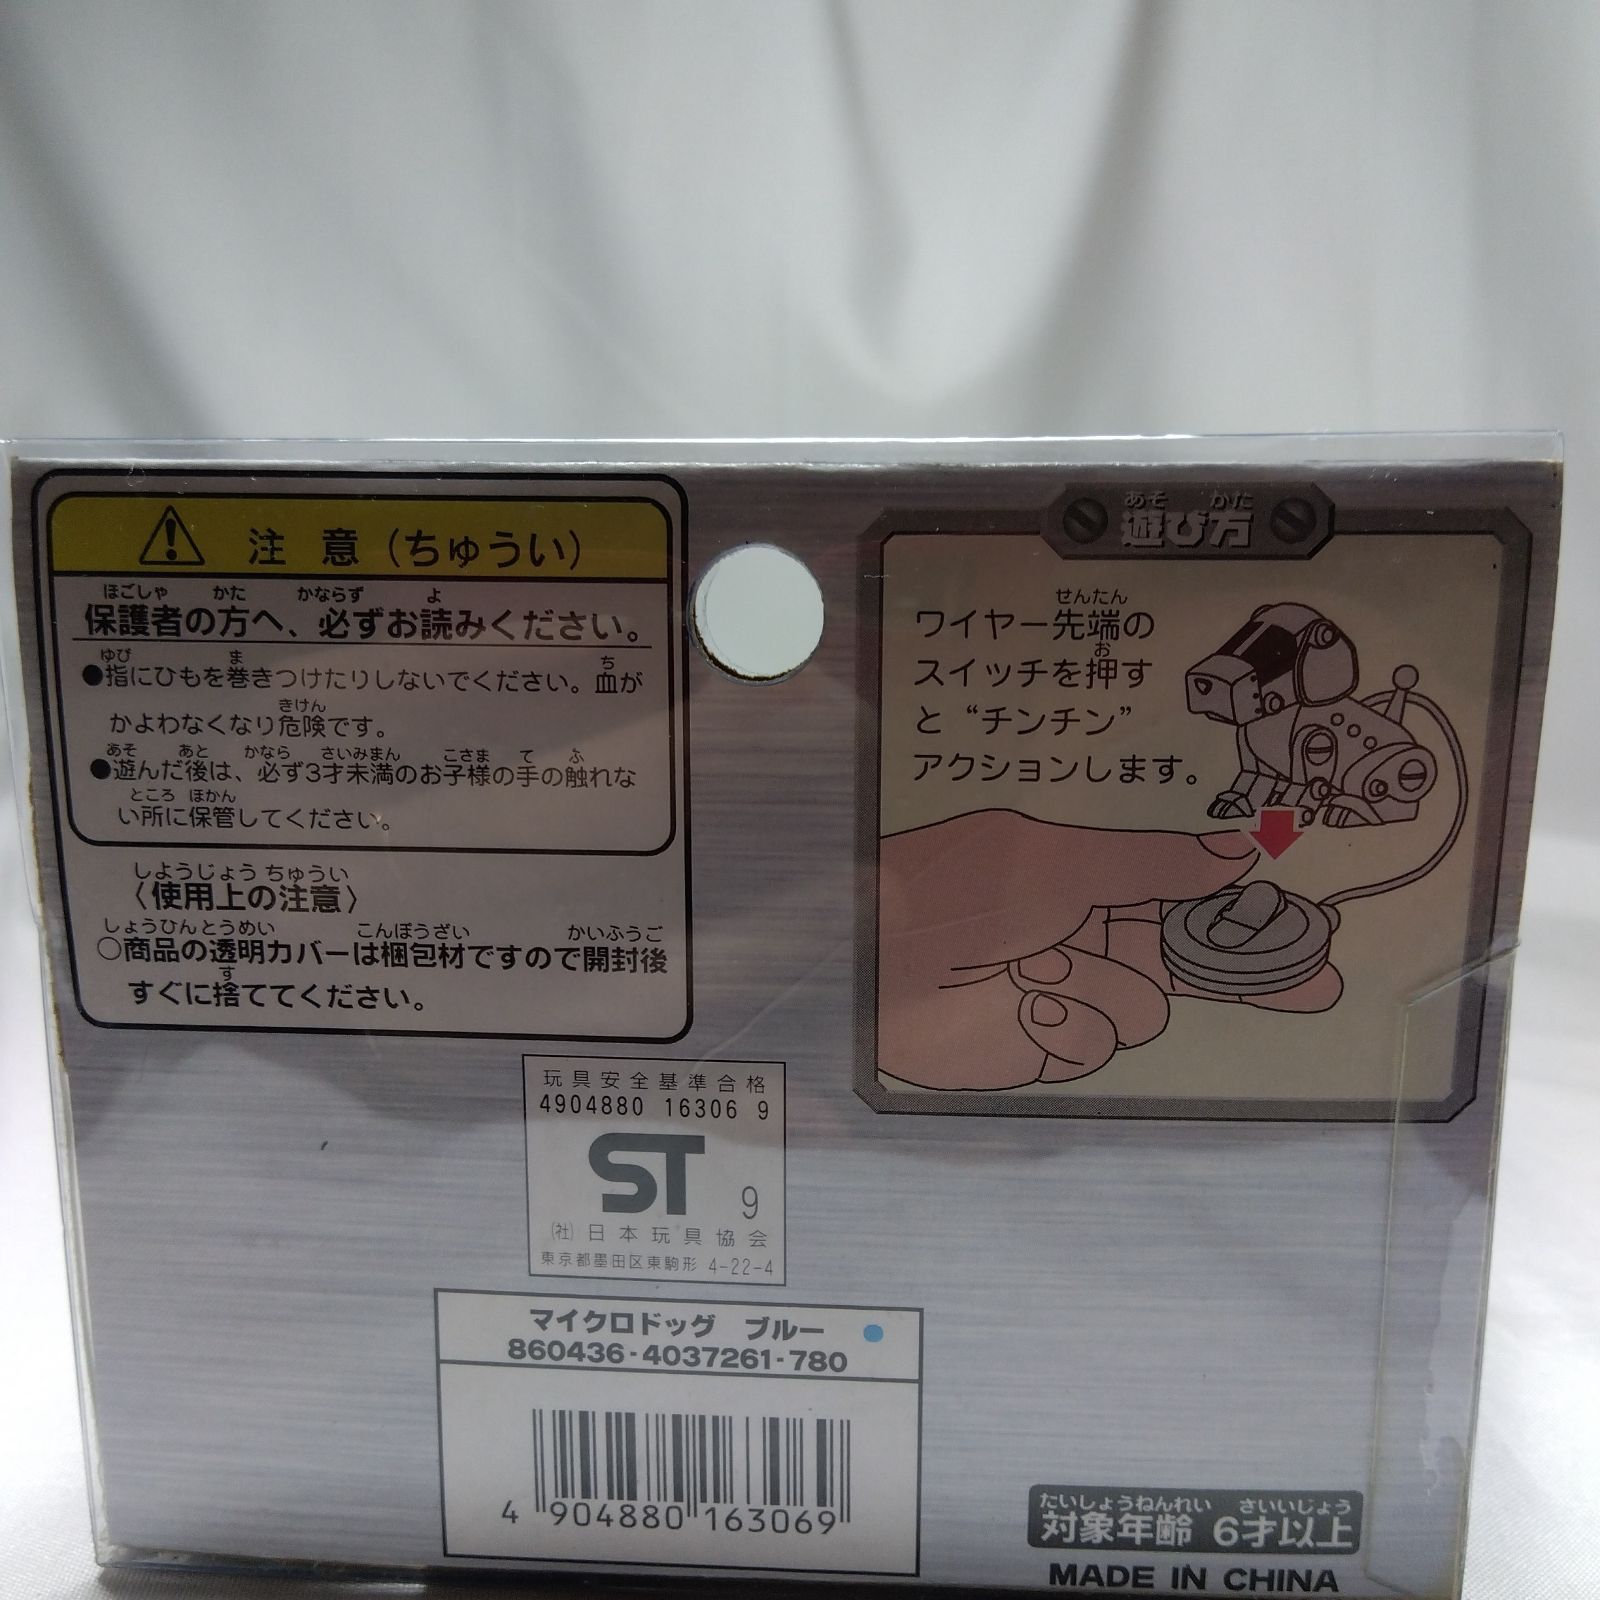 注 意（ちゅうい）
ほごしゃ かた かならず よ
保護者の方へ、必ずお読みください。
ゆび ま ち
●指にひもを巻きつけたりしないでください。血が
きけん
かよわなくなり危険です。
あそ あと かなら さいみまん こさま て ふ
●遊んだ後は、必ず3才未満のお子様の手の触れな
ところ ほかん
い所に保管してください。
しようじょう ちゅうい
〈使用上の注意〉
しょうひんとうめい こんぽうざい かいふうご
○商品の透明カバーは梱包材ですので開封後
す
すぐに捨ててください。
あそ かた
遊び方
せんたん
ワイヤー先端の
お
スイッチを押す
と“チンチン”
アクションします。
玩具安全基準合格
4904880 16306 9
ST 9
(社)日本玩具協会
東京都墨田区東駒形 4-22-4
マイクロドッグ ブルー
860436-4037261-780
4 904880 163069
たいしょうねんれい さいいじょう
対象年齢 6才以上
MADE IN CHINA